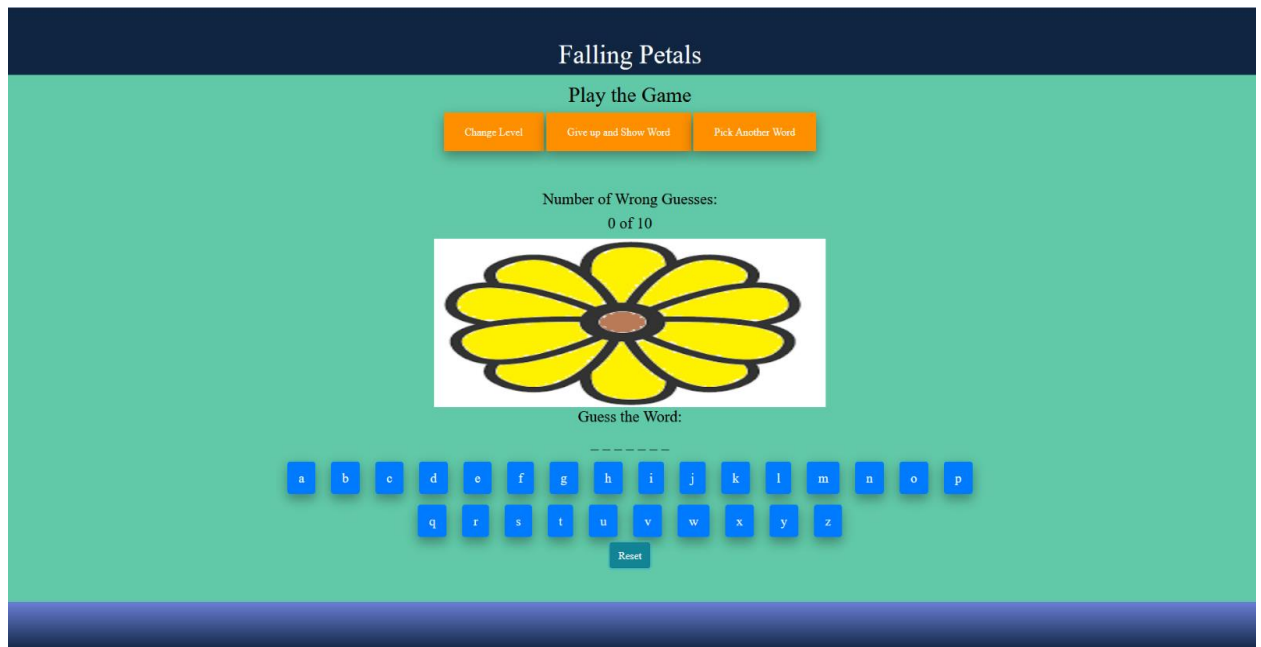 Falling Petals
Play the Game
Change Level Give up and Show Word Pick Another Word
Number of Wrong Guesses:
0 of 10
Guess the Word:
_ _ _ _ _ _ _
a b c d e f g h i j k l m n o p
q r s t u v w x y z
Reset